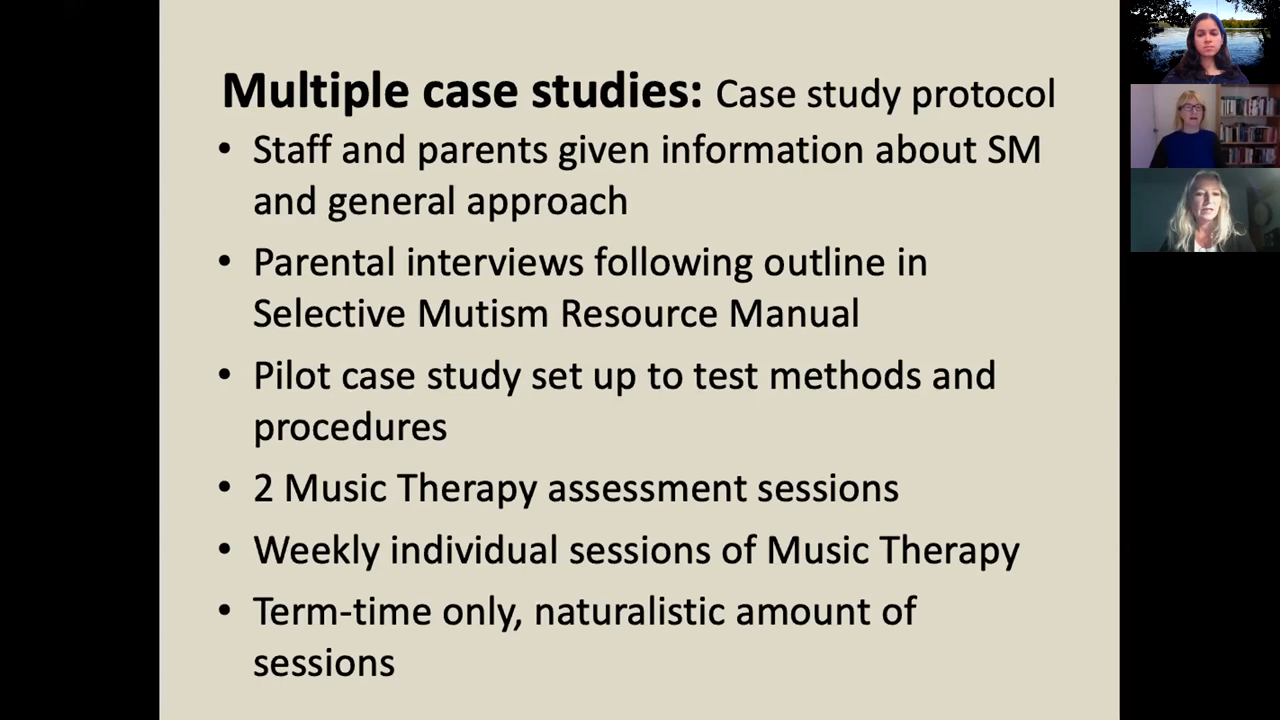 Multiple case studies: Case study protocol
• Staff and parents given information about SM
and general approach
• Parental interviews following outline in
Selective Mutism Resource Manual
• Pilot case study set up to test methods and
procedures
• 2 Music Therapy assessment sessions
• Weekly individual sessions of Music Therapy
• Term-time only, naturalistic amount of
sessions